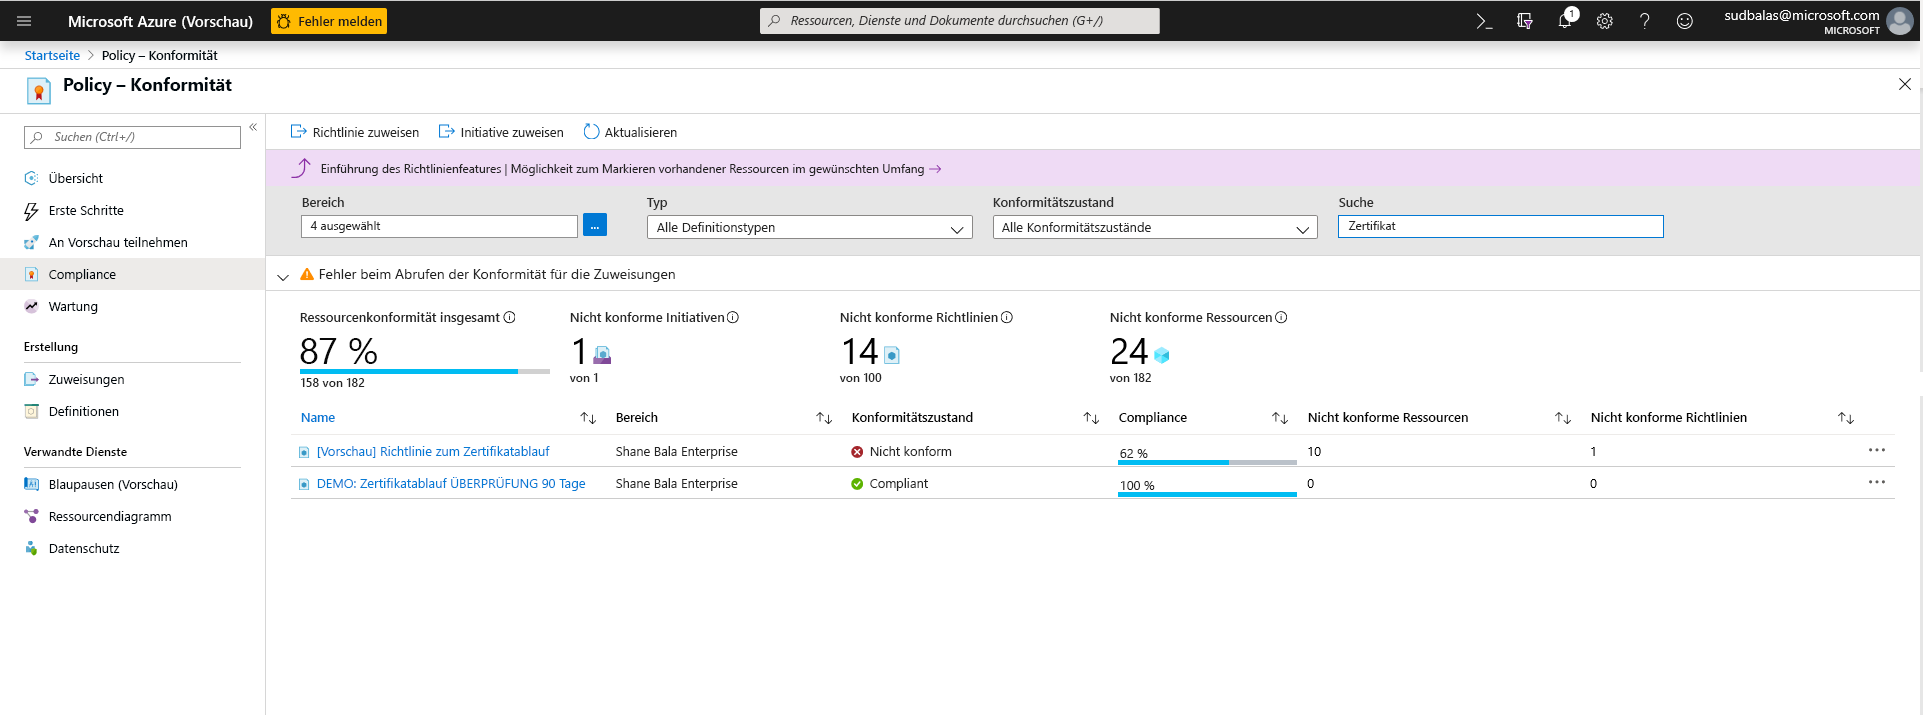 Microsoft Azure (Vorschau)
Fehler melden
Ressourcen, Dienste und Dokumente durchsuchen (G+/)
1
sudbalas@microsoft.com
MICROSOFT
Startseite > Policy – Konformität
Policy – Konformität
Suchen (Ctrl+/)
Übersicht
Erste Schritte
An Vorschau teilnehmen
Compliance
Wartung
Erstellung
Zuweisungen
Definitionen
Verwandte Dienste
Blaupausen (Vorschau)
Ressourcendiagramm
Datenschutz
Richtlinie zuweisen
Initiative zuweisen
Aktualisieren
Einführung des Richtlinienfeatures | Möglichkeit zum Markieren vorhandener Ressourcen im gewünschten Umfang →
Bereich
4 ausgewählt
...
Typ
Alle Definitionstypen
Konformitätszustand
Alle Konformitätszustände
Suche
Zertifikat
Fehler beim Abrufen der Konformität für die Zuweisungen
Ressourcenkonformität insgesamt
87 %
158 von 182
Nicht konforme Initiativen
1
von 1
Nicht konforme Richtlinien
14
von 100
Nicht konforme Ressourcen
24
von 182
Name Bereich Konformitätszustand Compliance Nicht konforme Ressourcen Nicht konforme Richtlinien
[Vorschau] Richtlinie zum Zertifikatablauf Shane Bala Enterprise Nicht konform 62 % 10 1
DEMO: Zertifikatablauf ÜBERPRÜFUNG 90 Tage Shane Bala Enterprise Compliant 100 % 0 0